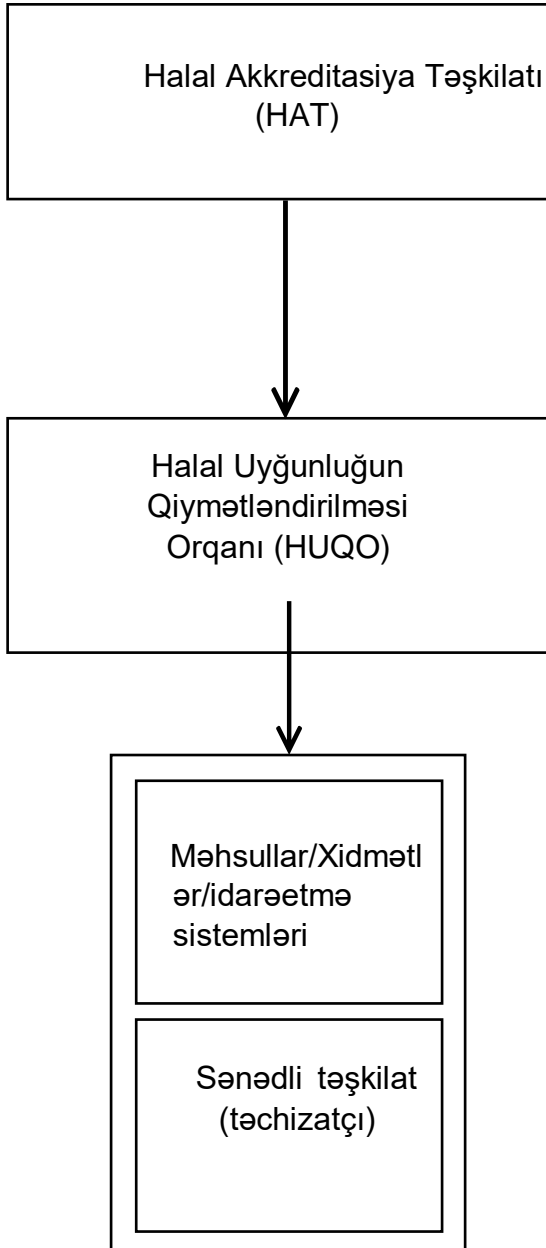 Halal Akkreditasiya Təşkilatı
(HAT)
Halal Uyğunluğun
Qiymətləndirilməsi
Orqanı (HUQO)
Məhsullar/Xidmətl
ər/idarəetmə
sistemləri
Sənədli təşkilat
(təchizatçı)